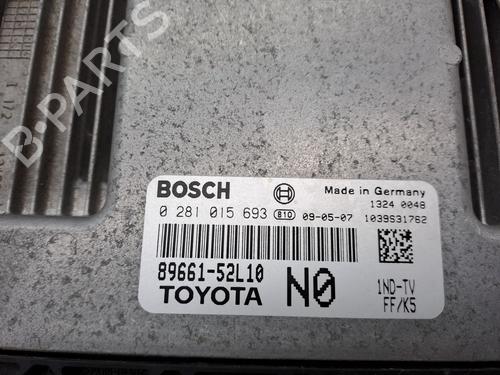 B-PARTS
BOSCH
Made in Germany
1324 0048
0 281 015 693 810 09-05-07 1039S31762
89661-52L10
TOYOTA
N0
1ND-TV
FF/K5